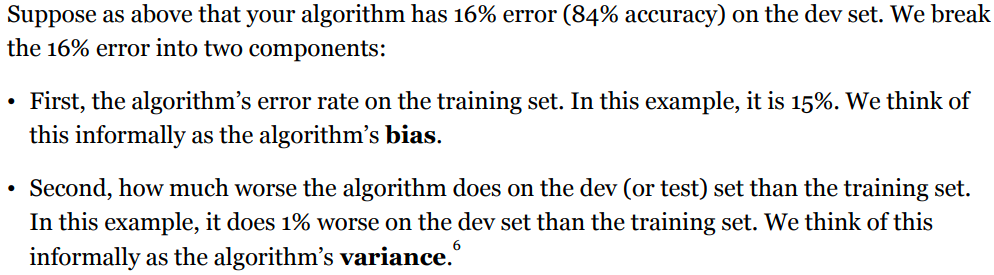 Suppose as above that your algorithm has 16% error (84% accuracy) on the dev set. We break
the 16% error into two components:
• First, the algorithm’s error rate on the training set. In this example, it is 15%. We think of
this informally as the algorithm’s bias.
• Second, how much worse the algorithm does on the dev (or test) set than the training set.
In this example, it does 1% worse on the dev set than the training set. We think of this
informally as the algorithm’s variance.6